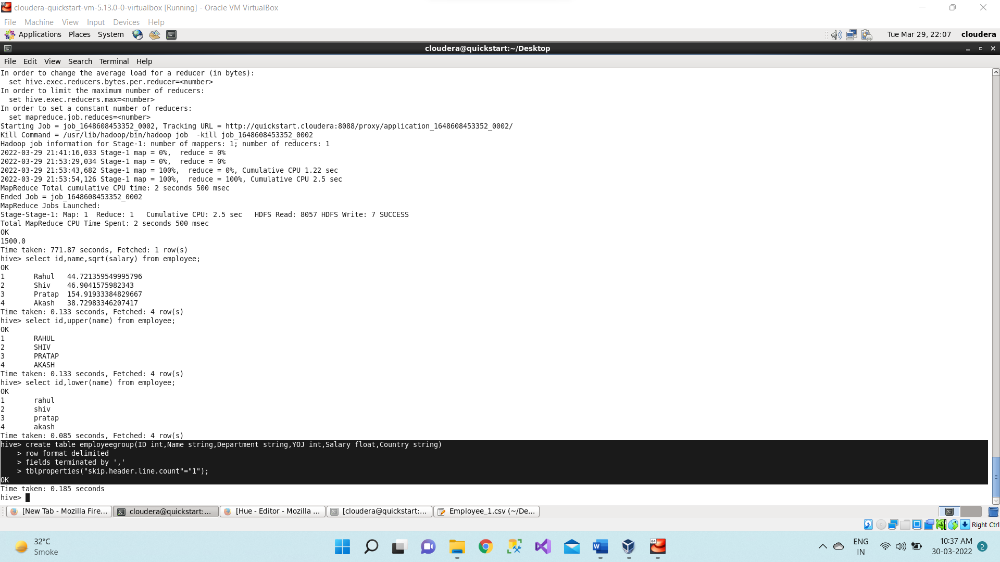 cloudera-quickstart-vm-5.13.0-0-virtualbox [Running] - Oracle VM VirtualBox
File Machine View Input Devices Help
Applications Places System Tue Mar 29, 22:07 cloudera
cloudera@quickstart:~/Desktop
File Edit View Search Terminal Help
In order to change the average load for a reducer (in bytes):
  set hive.exec.reducers.bytes.per.reducer=<number>
In order to limit the maximum number of reducers:
  set hive.exec.reducers.max=<number>
In order to set a constant number of reducers:
  set mapreduce.job.reduces=<number>
Starting Job = job_1648608453352_0002, Tracking URL = http://quickstart.cloudera:8088/proxy/application_1648608453352_0002/
Kill Command = /usr/lib/hadoop/bin/hadoop job  -kill job_1648608453352_0002
Hadoop job information for Stage-1: number of mappers: 1; number of reducers: 1
2022-03-29 21:41:16,033 Stage-1 map = 0%,  reduce = 0%
2022-03-29 21:53:29,034 Stage-1 map = 0%,  reduce = 0%
2022-03-29 21:53:43,682 Stage-1 map = 100%,  reduce = 0%, Cumulative CPU 1.22 sec
2022-03-29 21:53:54,126 Stage-1 map = 100%,  reduce = 100%, Cumulative CPU 2.5 sec
MapReduce Total cumulative CPU time: 2 seconds 500 msec
Ended Job = job_1648608453352_0002
MapReduce Jobs Launched:
Stage-Stage-1: Map: 1  Reduce: 1   Cumulative CPU: 2.5 sec   HDFS Read: 8057 HDFS Write: 7 SUCCESS
Total MapReduce CPU Time Spent: 2 seconds 500 msec
OK
1500.0
Time taken: 771.87 seconds, Fetched: 1 row(s)
hive> select id,name,sqrt(salary) from employee;
OK
1       Rahul   44.721359549995796
2       Shiv    46.9041575982343
3       Pratap  154.91933384829667
4       Akash   38.72983346207417
Time taken: 0.133 seconds, Fetched: 4 row(s)
hive> select id,upper(name) from employee;
OK
1       RAHUL
2       SHIV
3       PRATAP
4       AKASH
Time taken: 0.133 seconds, Fetched: 4 row(s)
hive> select id,lower(name) from employee;
OK
1       rahul
2       shiv
3       pratap
4       akash
Time taken: 0.085 seconds, Fetched: 4 row(s)
hive> create table employeegroup(ID int,Name string,Department string,YOJ int,Salary float,Country string)
    > row format delimited
    > fields terminated by ','
    > tblproperties("skip.header.line.count"="1");
OK
Time taken: 0.185 seconds
hive>
[New Tab - Mozilla Fire... cloudera@quickstart:... [Hue - Editor - Mozilla ... [cloudera@quickstart:... Employee_1.csv (~/De...
Right Ctrl
32°C
Smoke
ENG
IN
10:37 AM
30-03-2022
2